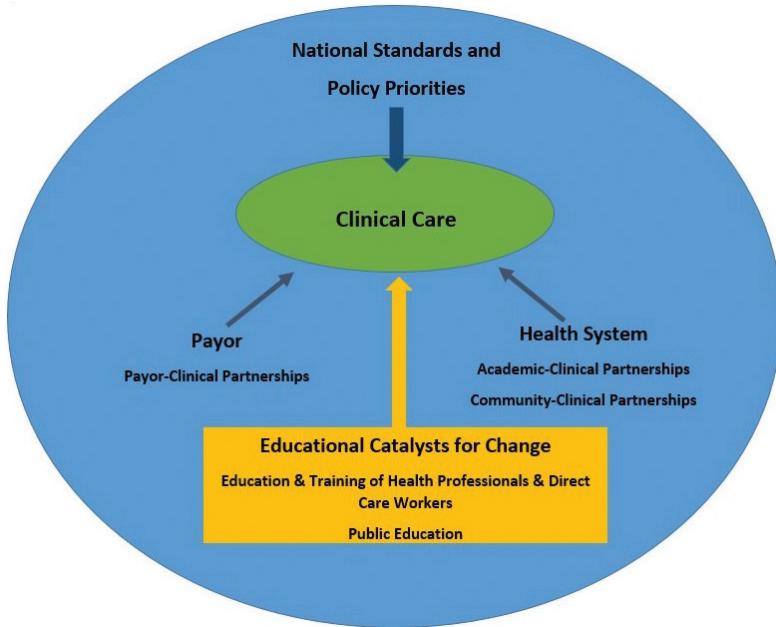 National Standards and
Policy Priorities
Clinical Care
Payor
Payor-Clinical Partnerships
Health System
Academic-Clinical Partnerships
Community-Clinical Partnerships
Educational Catalysts for Change
Education & Training of Health Professionals & Direct
Care Workers
Public Education